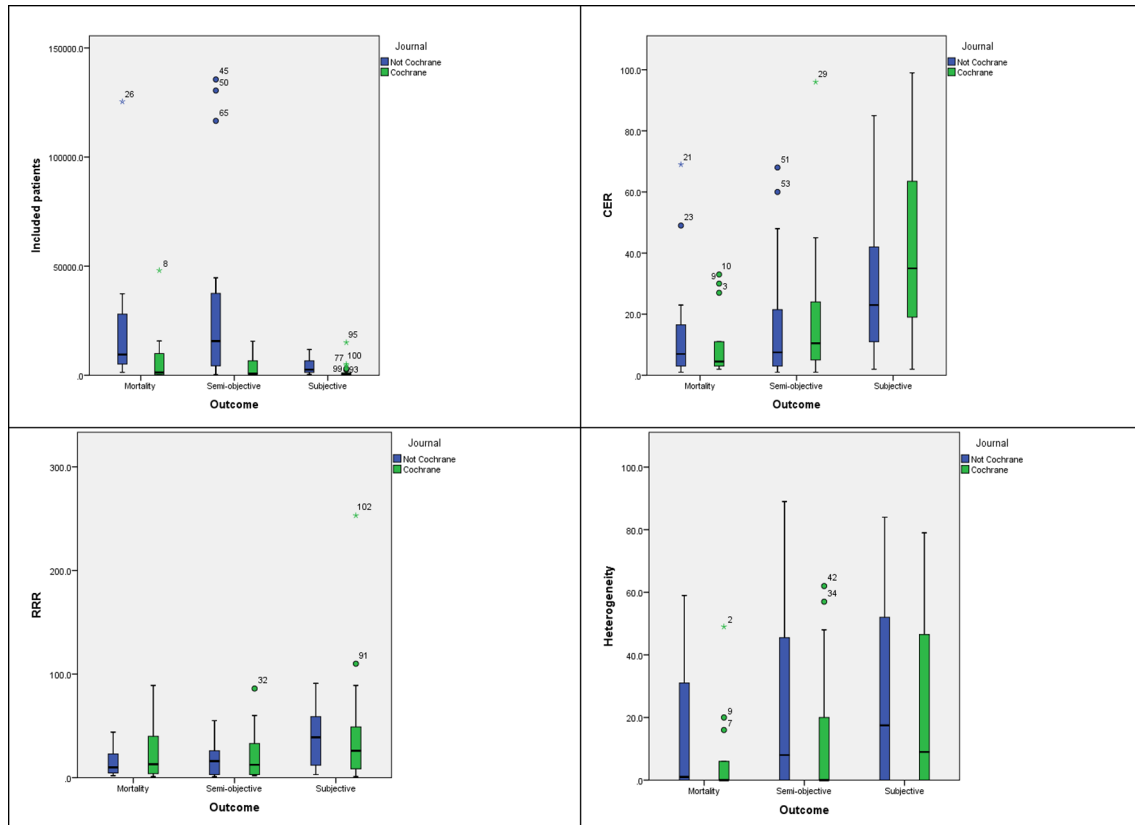 Journal
Not Cochrane
Cochrane
Included patients
150000.0
100000.0
50000.0
.0
26
8
45
50
65
95
77
100
99
93
Mortality
Semi-objective
Subjective
Outcome
Journal
Not Cochrane
Cochrane
CER
100.0
80.0
60.0
40.0
20.0
.0
21
23
9
10
3
51
53
29
Mortality
Semi-objective
Subjective
Outcome
Journal
Not Cochrane
Cochrane
RRR
300.0
200.0
100.0
.0
32
102
91
Mortality
Semi-objective
Subjective
Outcome
Journal
Not Cochrane
Cochrane
Heterogeneity
100.0
80.0
60.0
40.0
20.0
.0
2
9
7
42
34
Mortality
Semi-objective
Subjective
Outcome